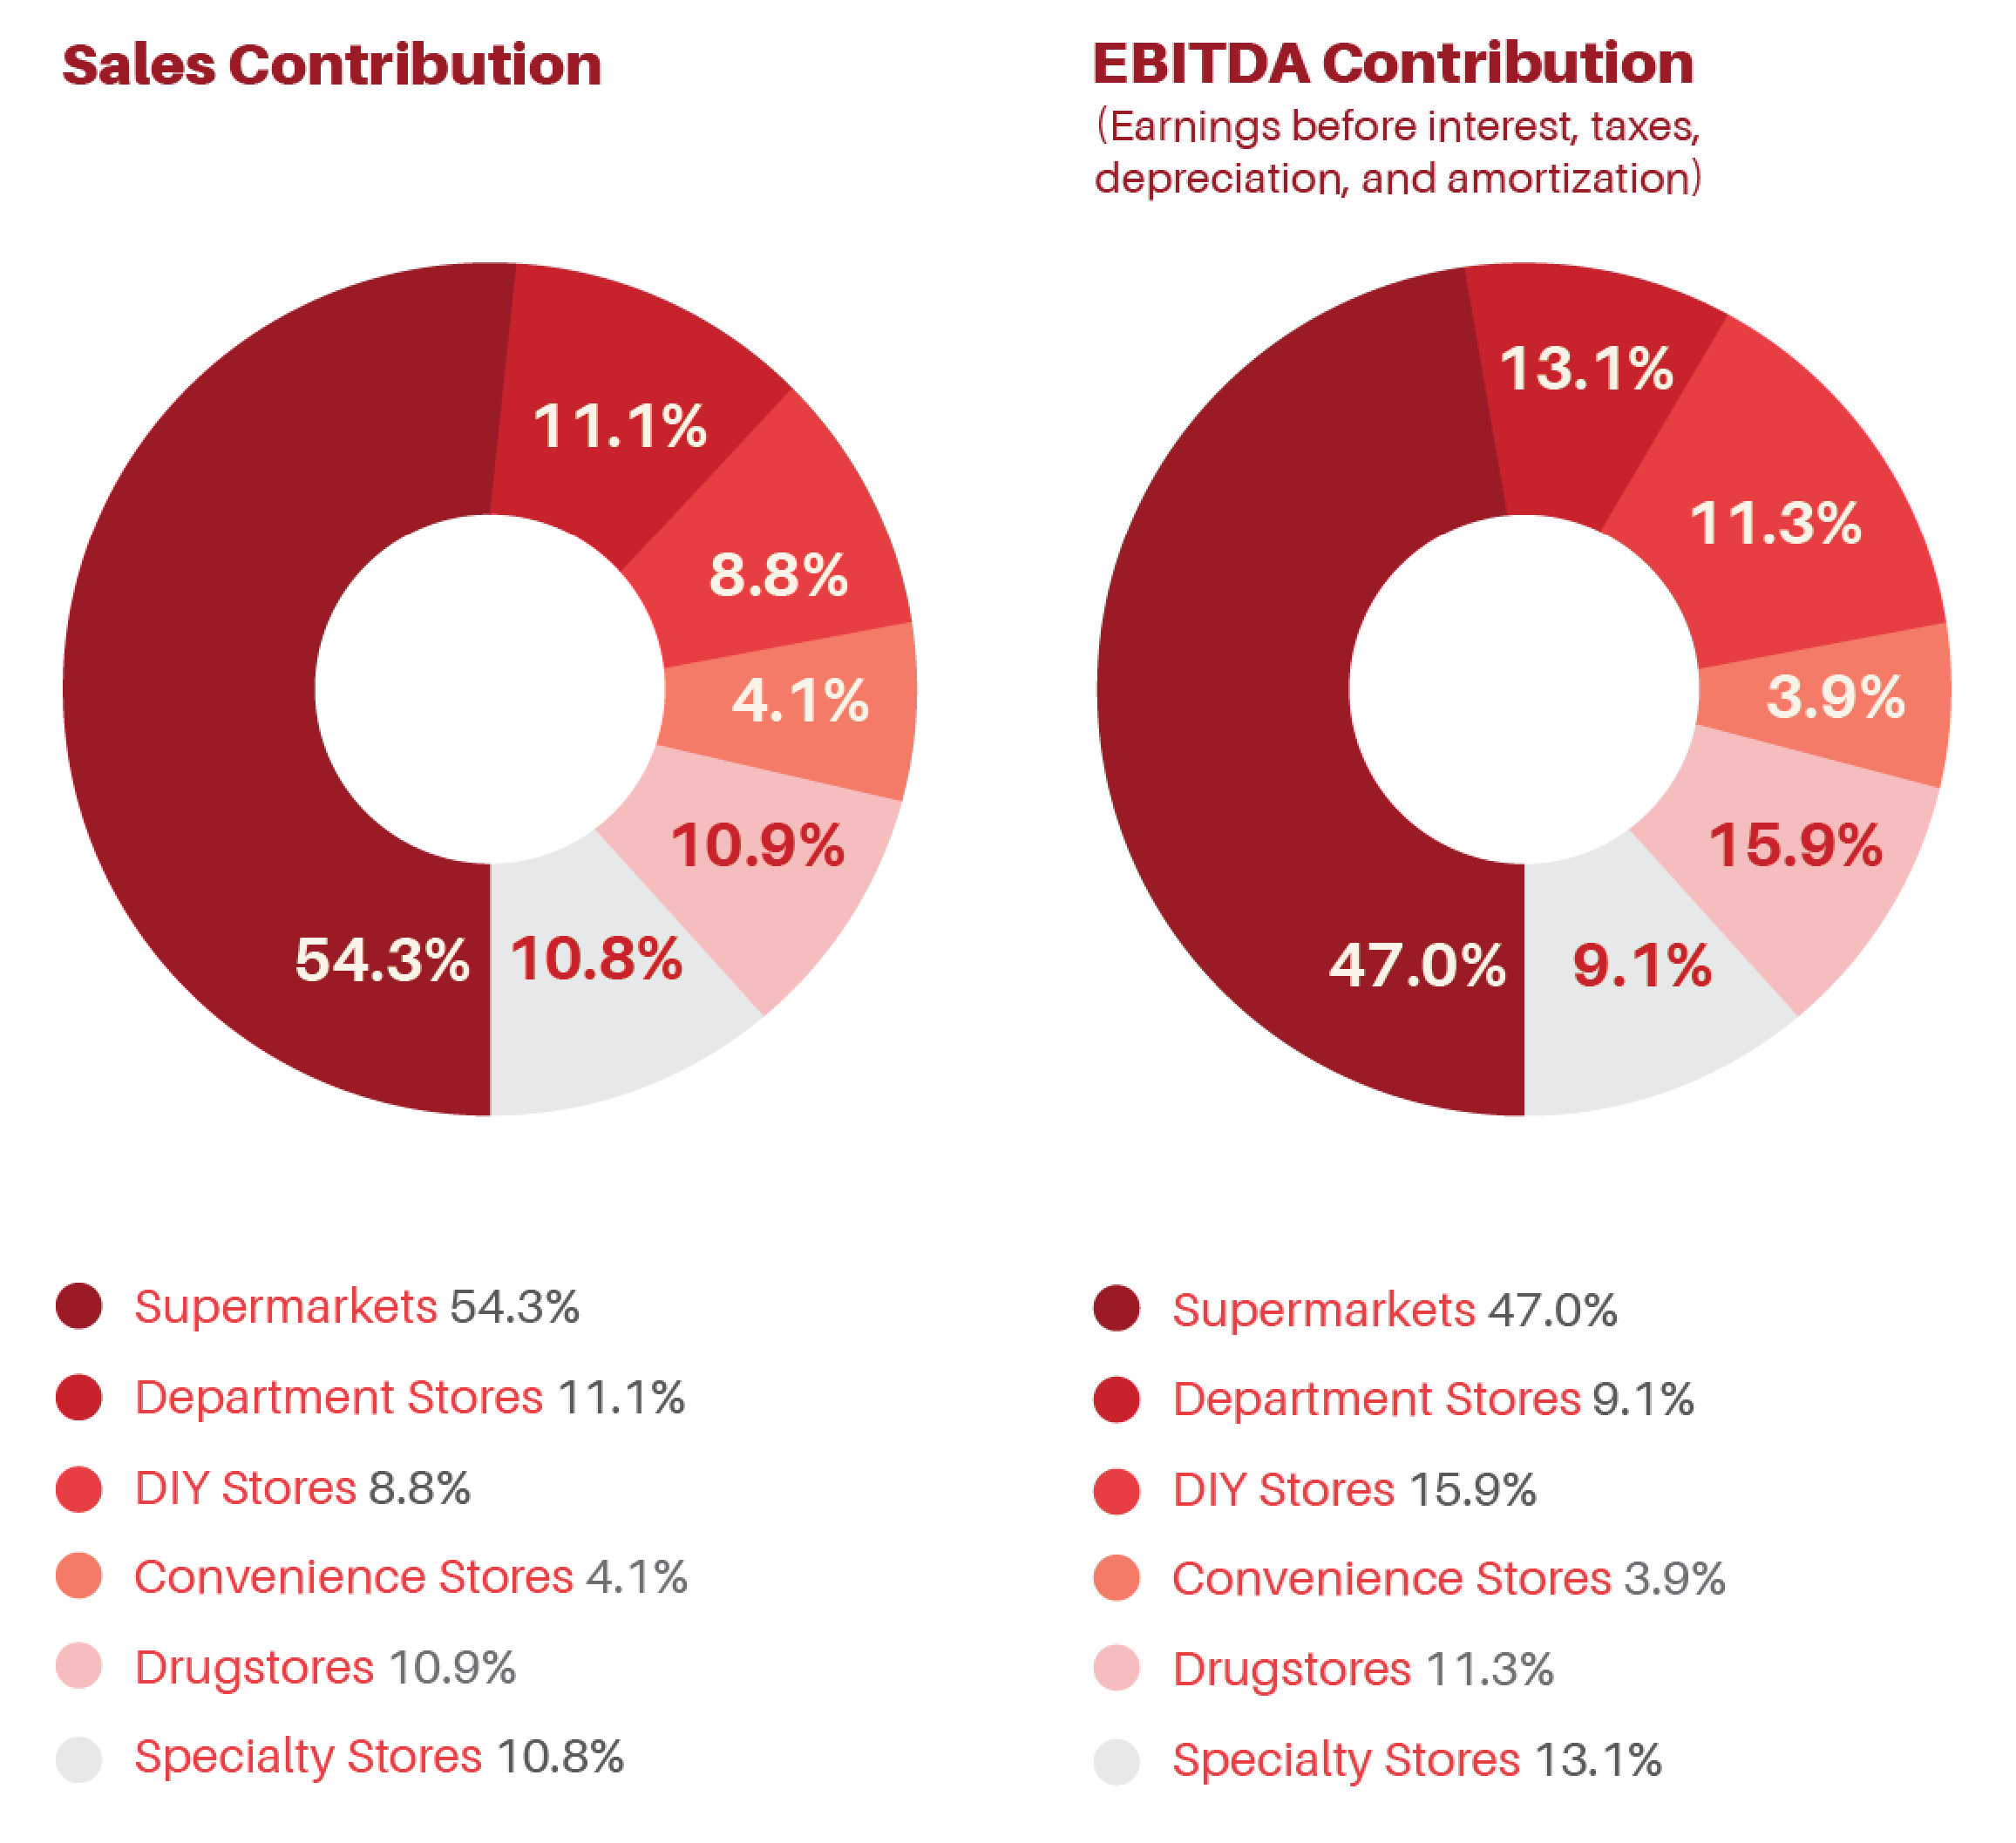 Sales Contribution
11.1%
8.8%
4.1%
10.9%
10.8%
54.3%
Supermarkets 54.3%
Department Stores 11.1%
DIY Stores 8.8%
Convenience Stores 4.1%
Drugstores 10.9%
Specialty Stores 10.8%
EBITDA Contribution
(Earnings before interest, taxes,
depreciation, and amortization)
13.1%
11.3%
3.9%
15.9%
9.1%
47.0%
Supermarkets 47.0%
Department Stores 9.1%
DIY Stores 15.9%
Convenience Stores 3.9%
Drugstores 11.3%
Specialty Stores 13.1%